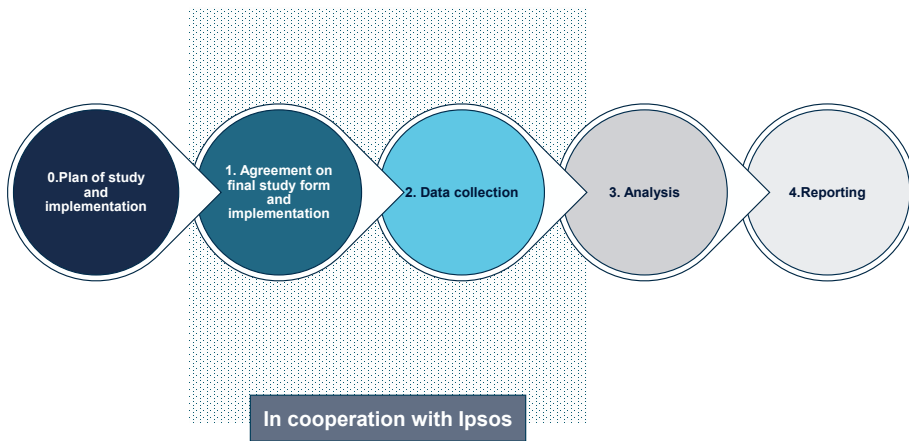 0.Plan of study
and
implementation
1. Agreement on
final study form
and
implementation
2. Data collection
3. Analysis
4.Reporting
In cooperation with Ipsos